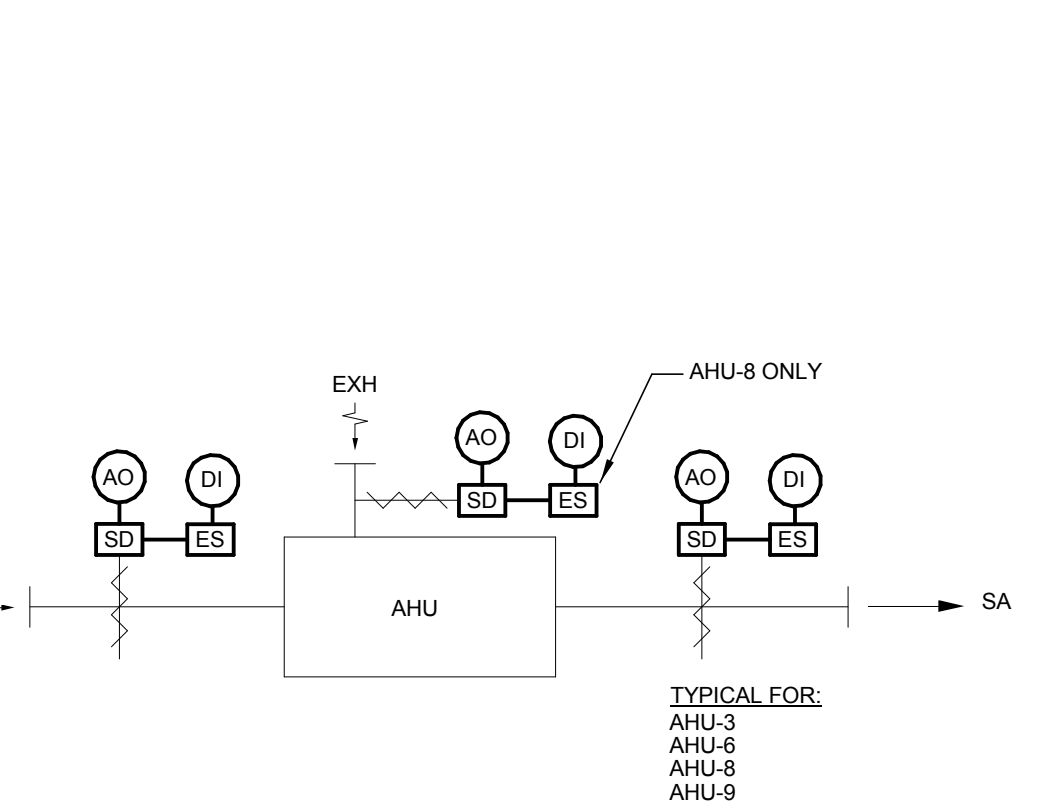 AHU-8 ONLY
EXH
AO DI
SD ES
AO DI
SD ES
AO DI
SD ES
AHU
SA
TYPICAL FOR:
AHU-3
AHU-6
AHU-8
AHU-9